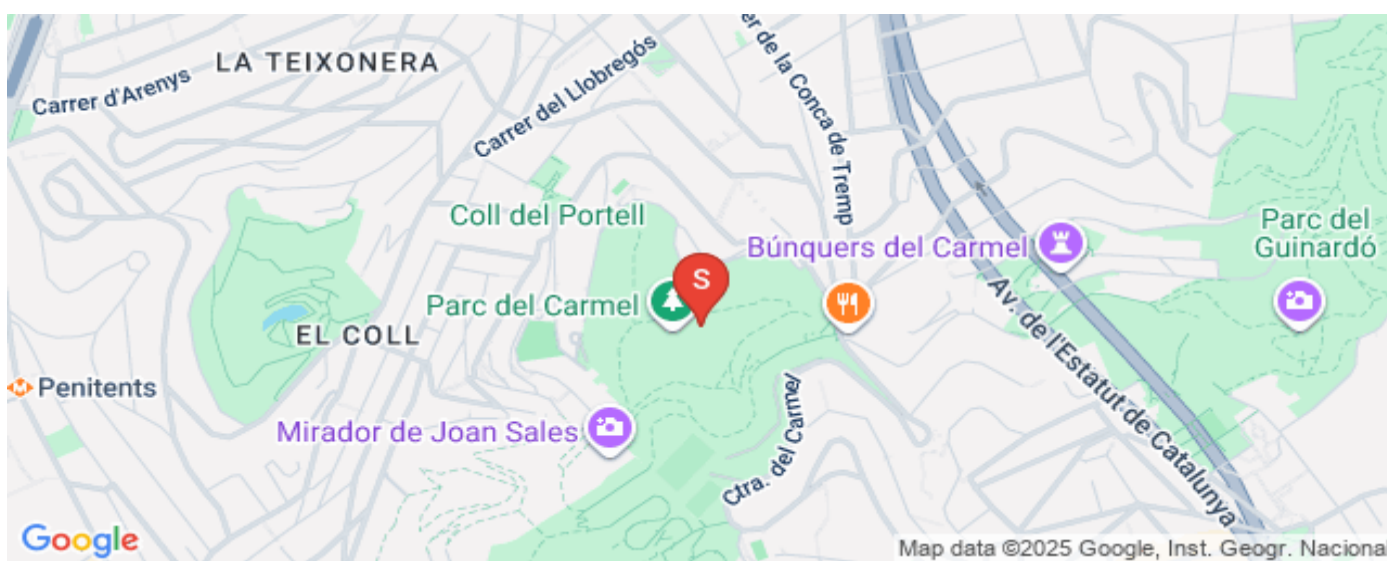 LA TEIXONERA
Carrer d'Arenys
Carrer del Llobregós
er de la Conca de Tremp
Coll del Portell
Búnquers del Carmel
Parc del
Guinardó
S
Parc del Carmel
EL COLL
Av. de l'Estatut de Catalunya
Penitents
Mirador de Joan Sales
Ctra. del Carmel
Google
Map data ©2025 Google, Inst. Geogr. Nacional